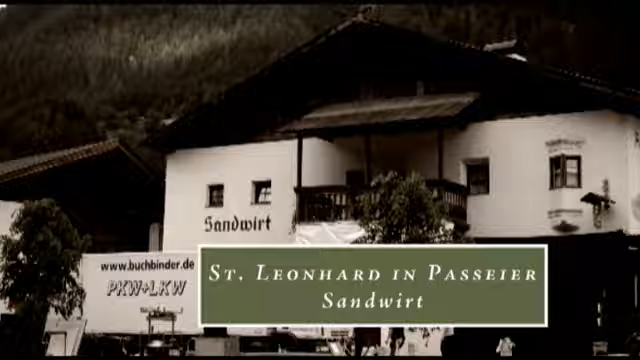 Sandwirt
www.buchbinder.de
PKW+LKW
St. Leonhard in Passeier
Sandwirt